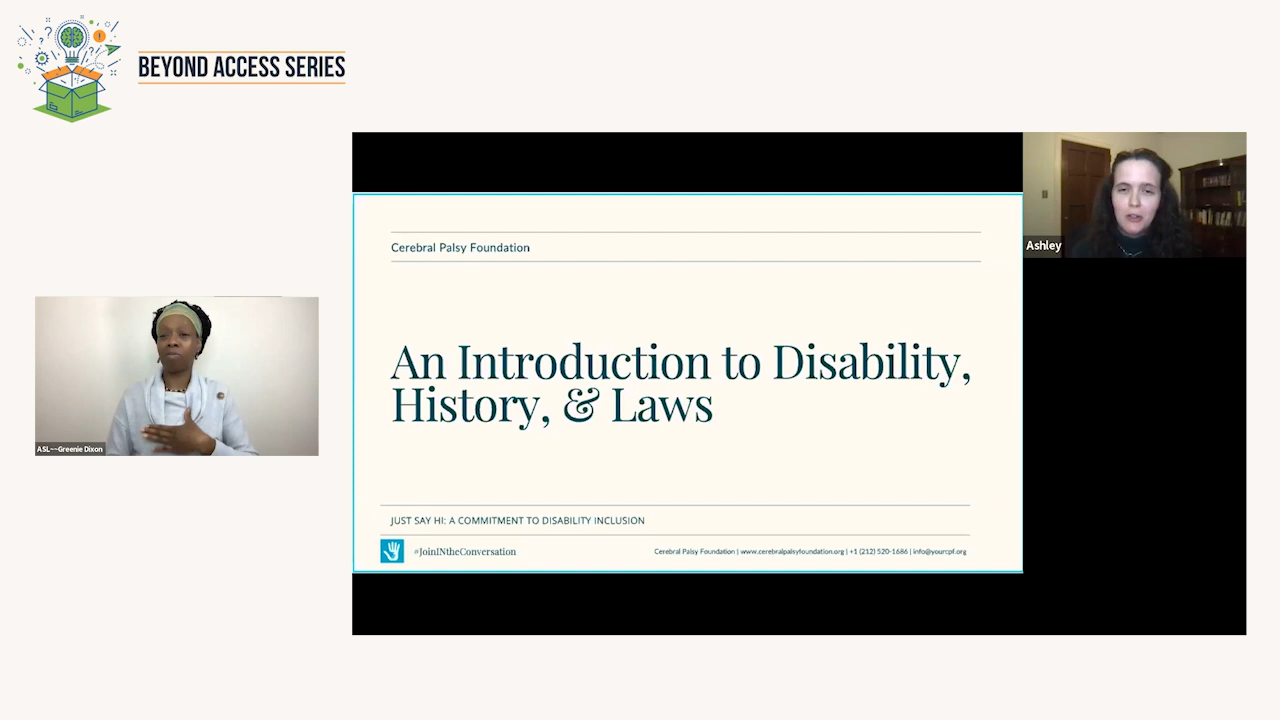 BEYOND ACCESS SERIES
Cerebral Palsy Foundation
Ashley
An Introduction to Disability,
History, & Laws
ASL~~Greenie Dixon
JUST SAY HI: A COMMITMENT TO DISABILITY INCLUSION
#JoinINtheConversation
Cerebral Palsy Foundation | www.cerebralpalsyfoundation.org | +1 (212) 520-1686 | info@yourcpf.org